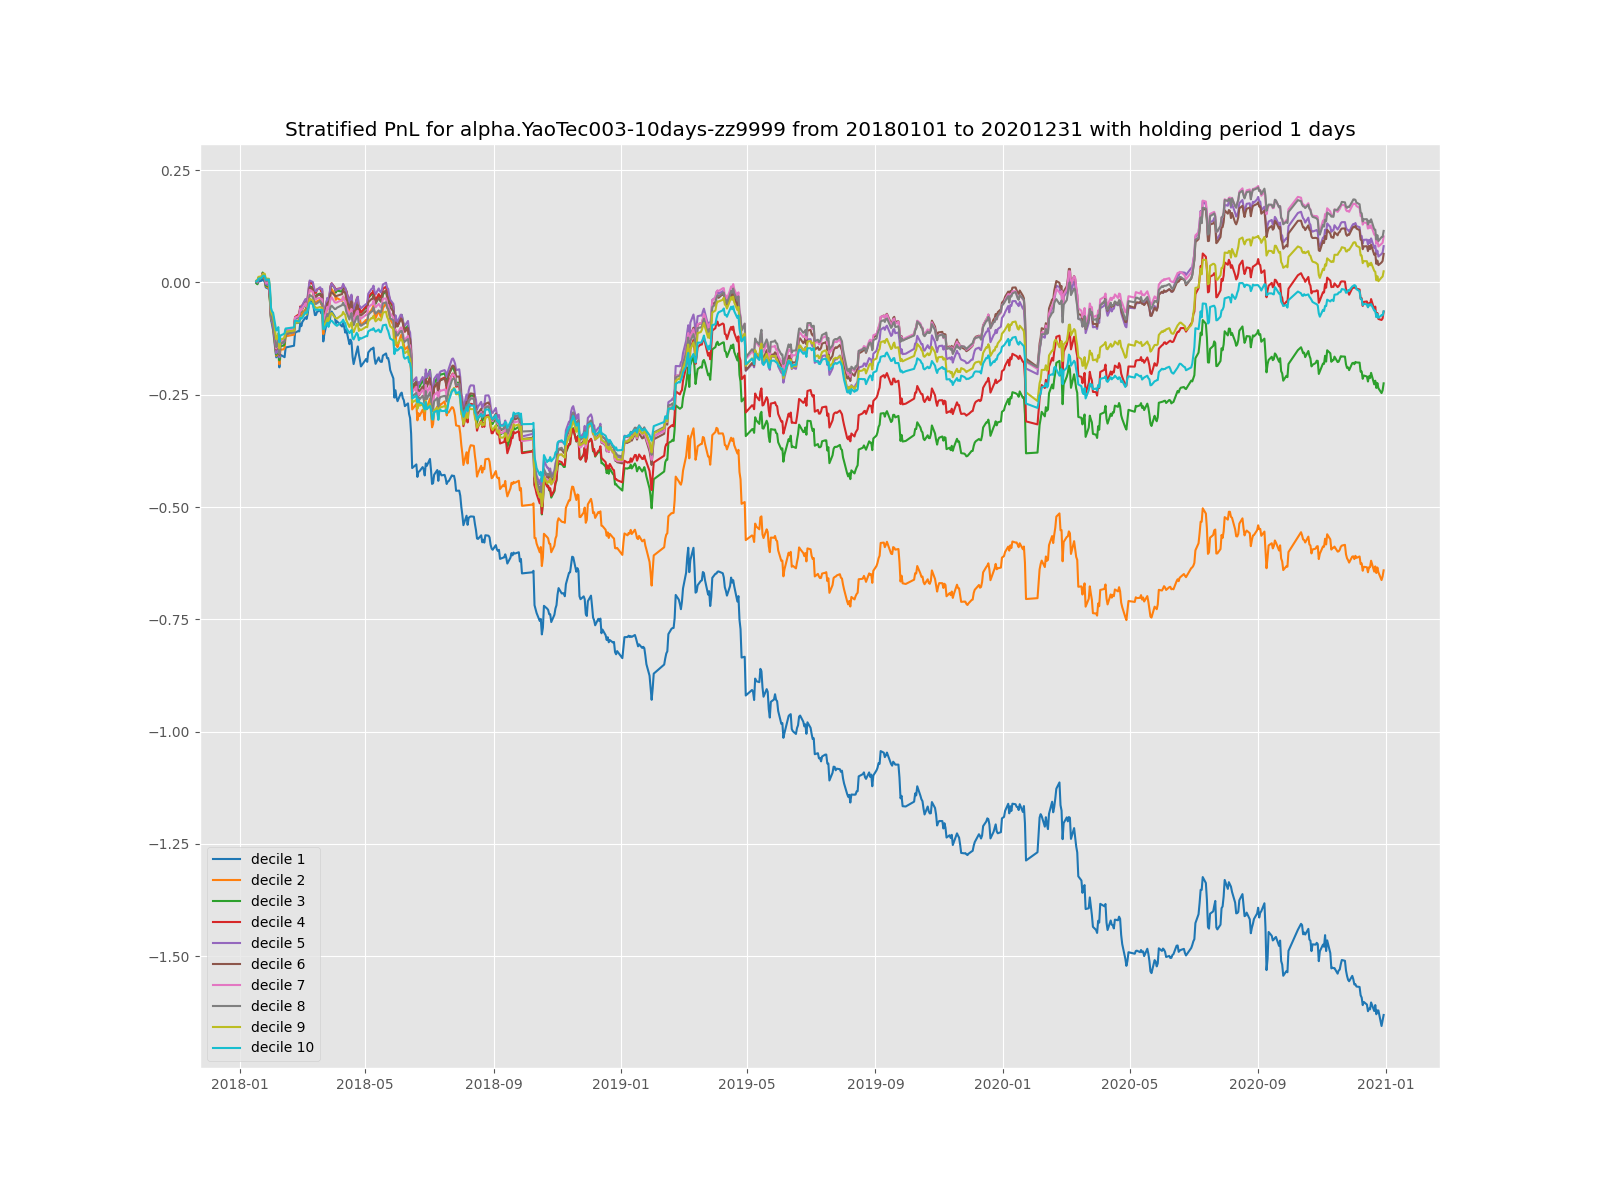 Stratified PnL for alpha.YaoTec003-10days-zz9999 from 20180101 to 20201231 with holding period 1 days
0.25
0.00
−0.25
−0.50
−0.75
−1.00
−1.25
−1.50
decile 1
decile 2
decile 3
decile 4
decile 5
decile 6
decile 7
decile 8
decile 9
decile 10
2018-01 2018-05 2018-09 2019-01 2019-05 2019-09 2020-01 2020-05 2020-09 2021-01